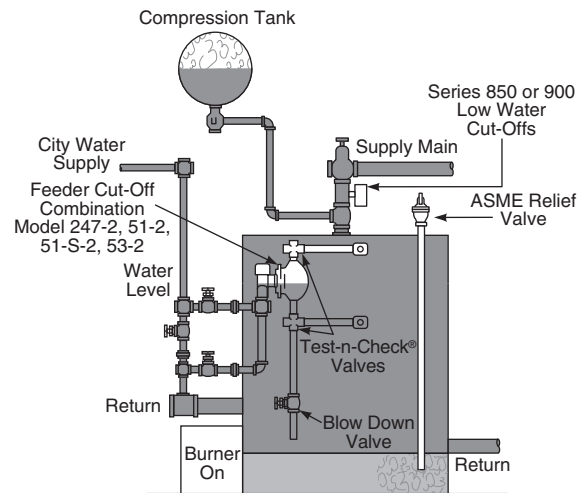 Compression Tank
Series 850 or 900
Low Water
Cut-Offs
City Water
Supply
Supply Main
Feeder Cut-Off
Combination
Model 247-2, 51-2,
51-S-2, 53-2
ASME Relief
Valve
Water
Level
Test-n-Check®
Valves
Return
Blow Down
Valve
Burner
On
Return